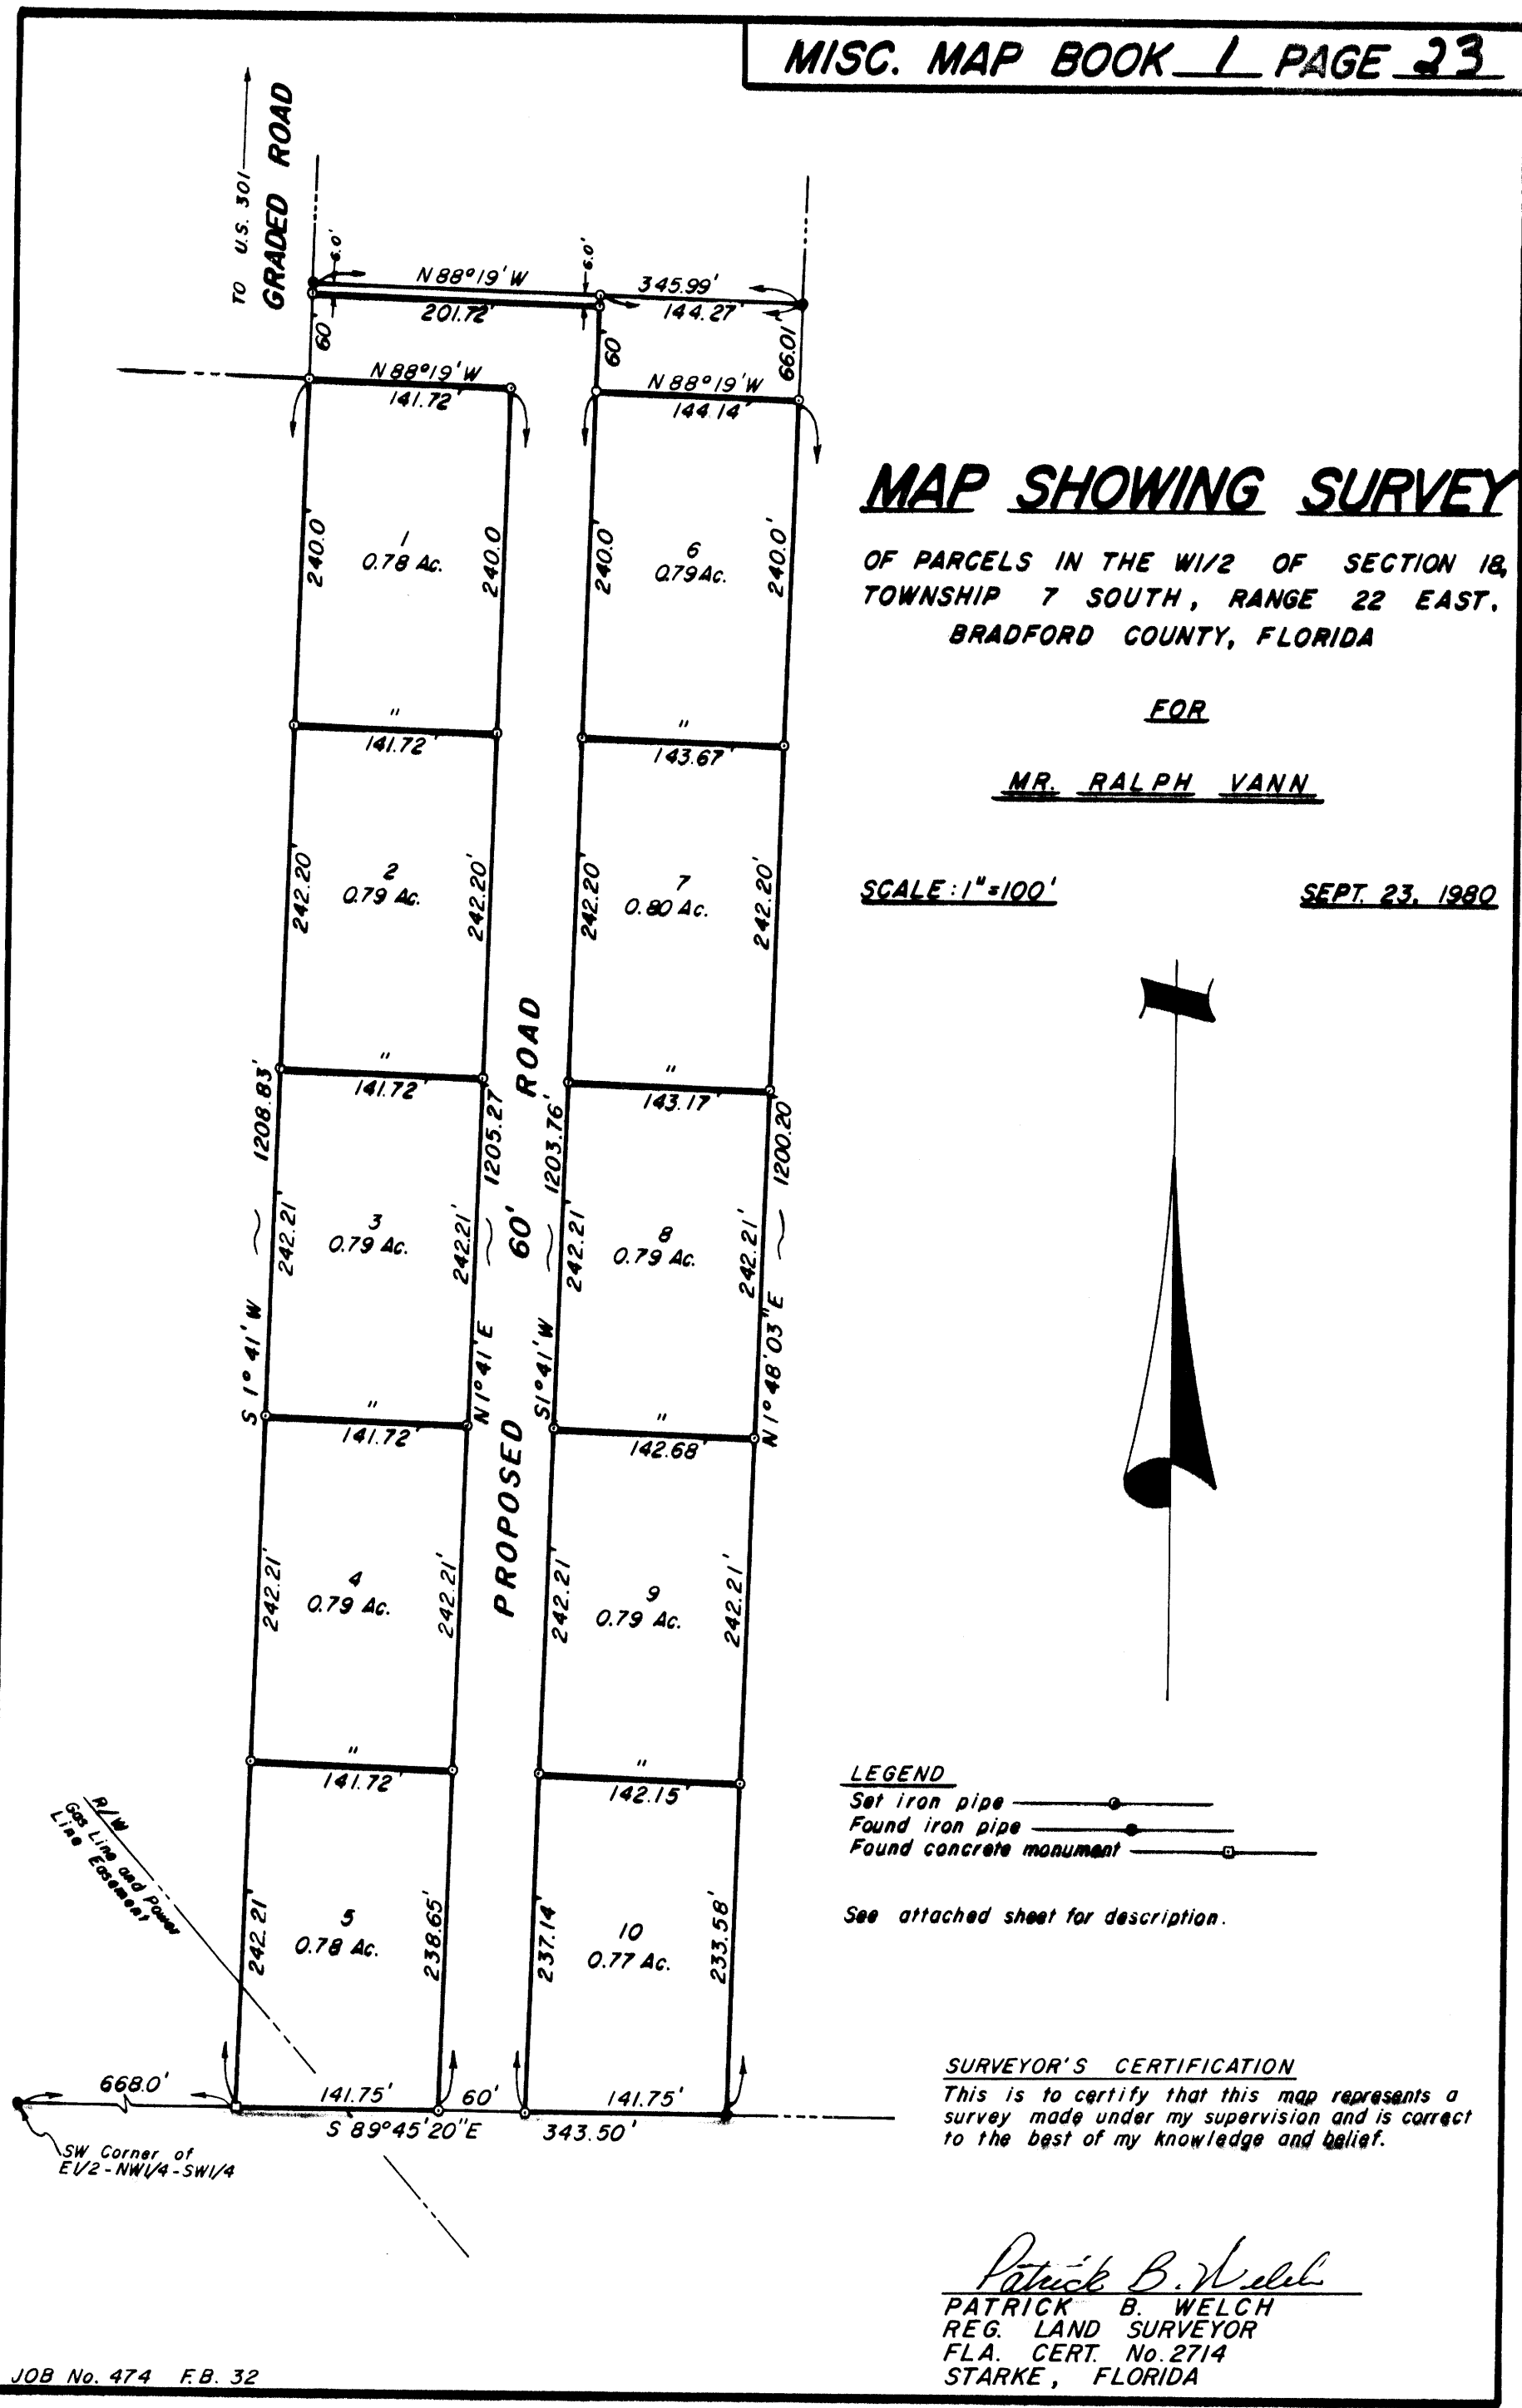 MISC. MAP BOOK 1 PAGE 23
TO U.S. 301
GRADED ROAD
6.0'
N 88°19' W
6.0'
345.99'
201.72'
144.27'
60'
60'
66.01'
N 88°19' W
141.72'
N 88°19' W
144.14'
MAP SHOWING SURVEY
OF PARCELS IN THE W1/2 OF SECTION 18,
TOWNSHIP 7 SOUTH, RANGE 22 EAST.
BRADFORD COUNTY, FLORIDA
FOR
MR. RALPH VANN
SCALE: 1"=100'
SEPT. 23, 1980
240.0'
1
0.78 Ac.
240.0'
240.0'
6
0.79 Ac.
240.0'
"
141.72'
"
143.67'
242.20'
2
0.79 Ac.
242.20'
242.20'
7
0.80 Ac.
242.20'
"
141.72'
"
143.17'
1208.83'
1205.27'
1203.76'
1200.20'
242.21'
3
0.79 Ac.
242.21'
242.21'
8
0.79 Ac.
242.21'
S 1° 41' W
N 1° 41' E
S 1° 41' W
N 1° 48' 03" E
PROPOSED 60' ROAD
"
141.72'
"
142.68'
242.21'
4
0.79 Ac.
242.21'
242.21'
9
0.79 Ac.
242.21'
"
141.72'
"
142.15'
R/W
Gas Line and Power
Line Easement
242.21'
5
0.78 Ac.
238.65'
237.14'
10
0.77 Ac.
233.58'
668.0'
141.75'
60'
141.75'
S 89°45'20"E
343.50'
SW Corner of
E1/2-NW1/4-SW1/4
LEGEND
Set iron pipe
Found iron pipe
Found concrete monument
See attached sheet for description.
SURVEYOR'S CERTIFICATION
This is to certify that this map represents a
survey made under my supervision and is correct
to the best of my knowledge and belief.
Patrick B. Welch
PATRICK B. WELCH
REG. LAND SURVEYOR
FLA. CERT. No. 2714
STARKE, FLORIDA
JOB No. 474 F.B. 32